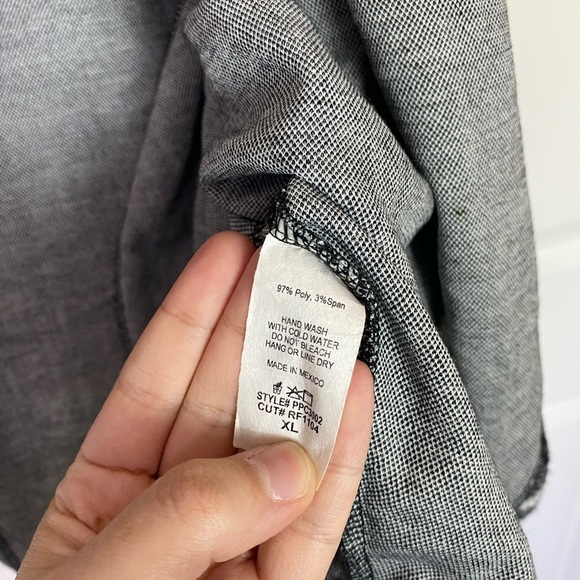 97% Poly, 3%Span
HAND WASH
WITH COLD WATER
DO NOT BLEACH
HANG OR LINE DRY
MADE IN MEXICO
STYLE# PPC3002
CUT# RF1104
XL